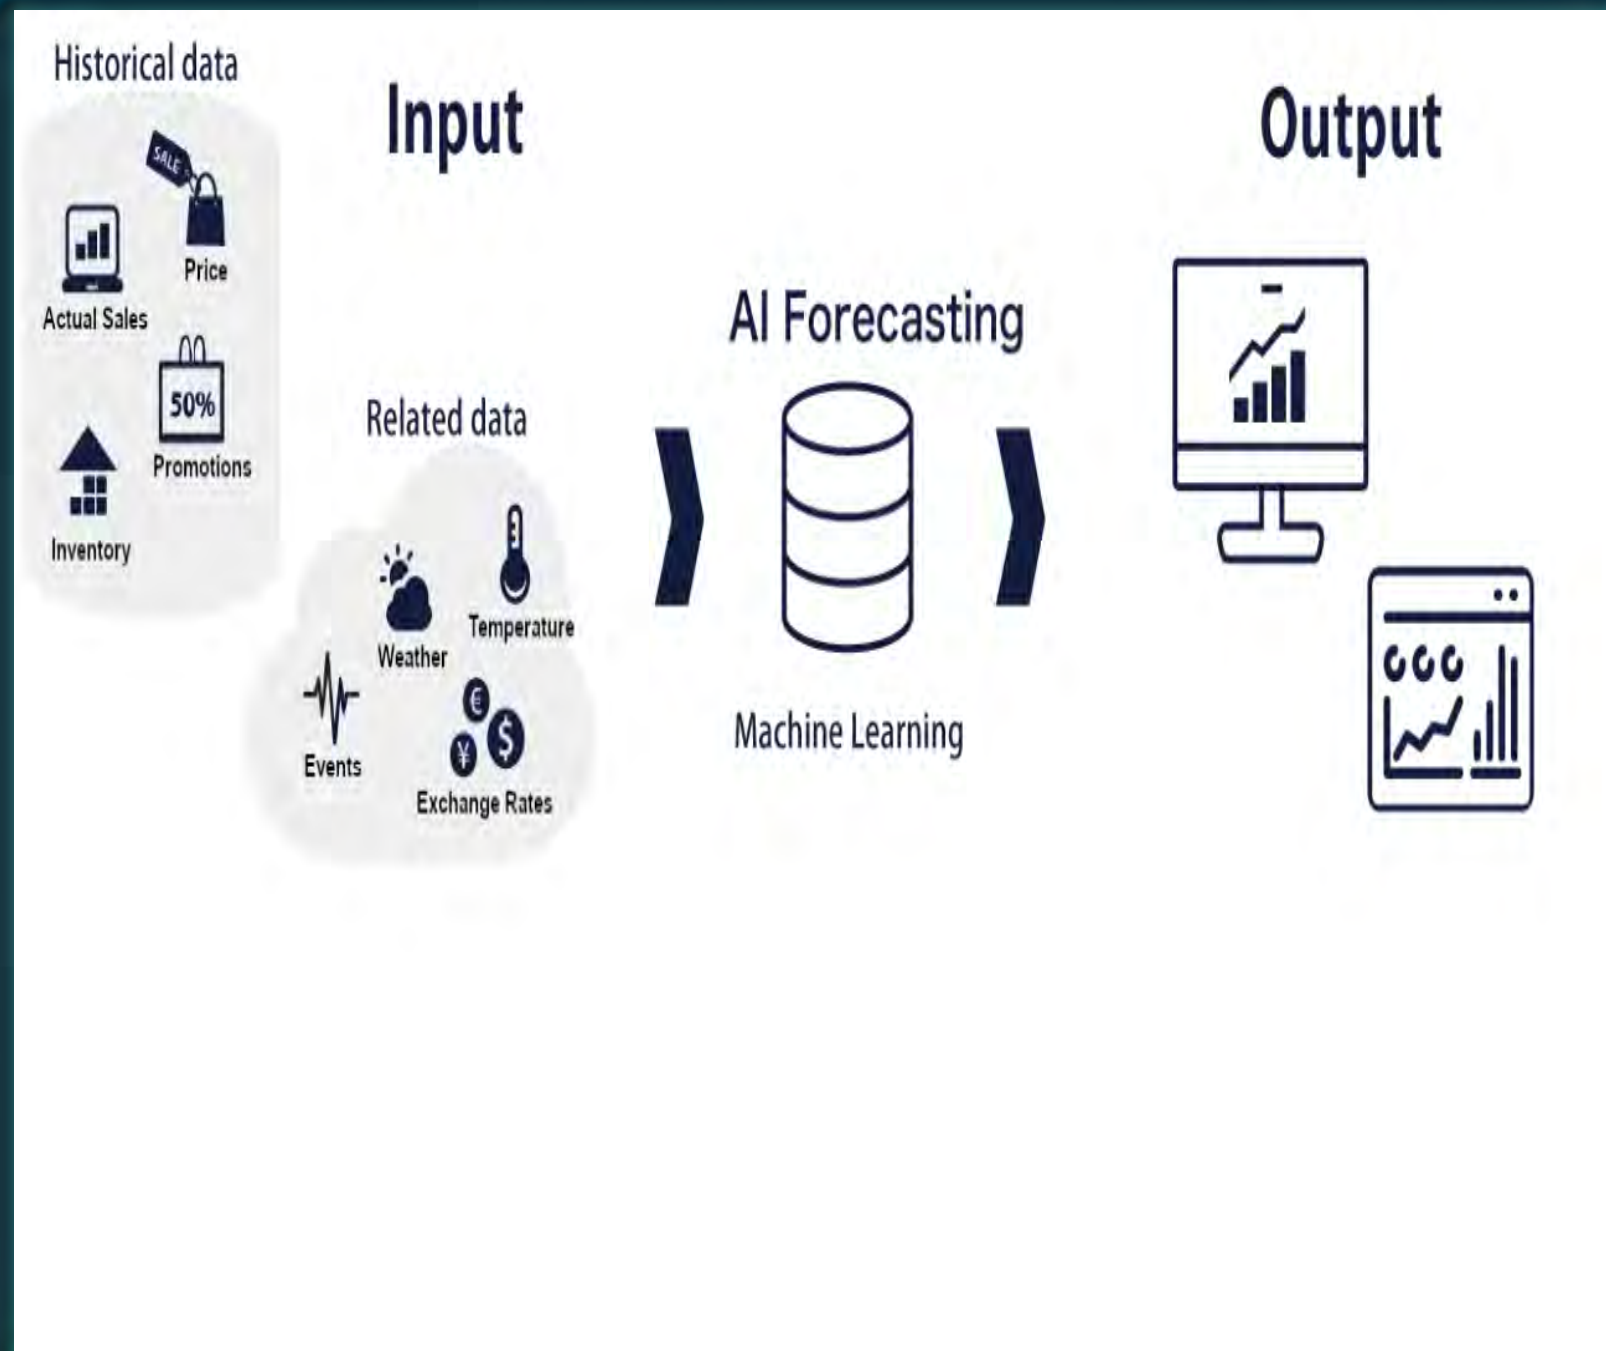 Historical data
Input
Output
SALE
Price
Actual Sales
50%
Promotions
Inventory
AI Forecasting
Related data
Temperature
Weather
Events
€
$
¥
Exchange Rates
Machine Learning